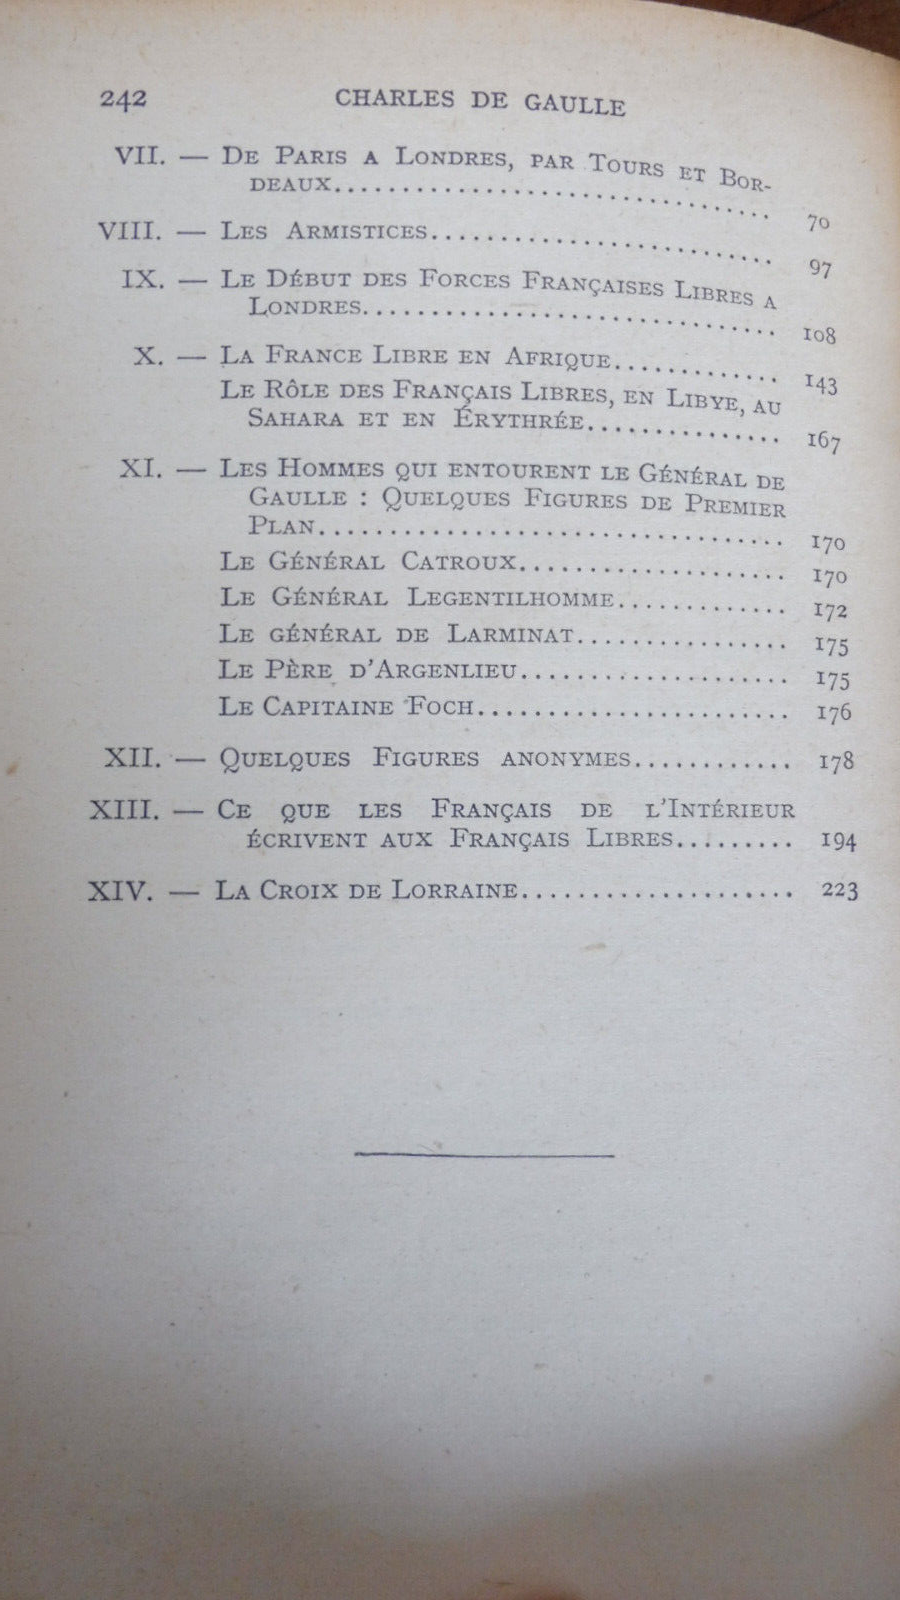 242 CHARLES DE GAULLE
VII. — De Paris a Londres, par Tours et Bor-
deaux........................................ 70
VIII. — Les Armistices........................... 97
IX. — Le Début des Forces Françaises Libres a
Londres................................ 108
X. — La France Libre en Afrique............. 143
Le Rôle des Français Libres, en Libye, au
Sahara et en Érythrée............... 167
XI. — Les Hommes qui entourent le Général de
Gaulle : Quelques Figures de Premier
Plan................................... 170
Le Général Catroux..................... 170
Le Général Legentilhomme............. 172
Le général de Larminat................ 175
Le Père d'Argenlieu..................... 175
Le Capitaine Foch........................ 176
XII. — Quelques Figures anonymes............ 178
XIII. — Ce que les Français de l'Intérieur
écrivent aux Français Libres......... 194
XIV. — La Croix de Lorraine..................... 223